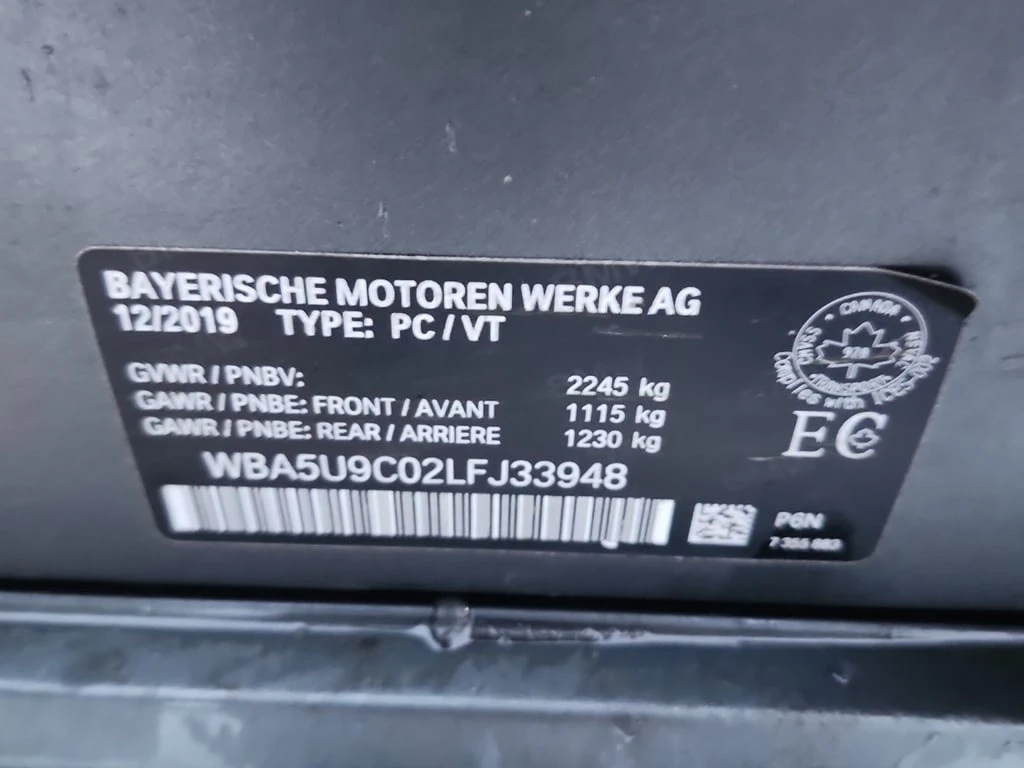 BAYERISCHE MOTOREN WERKE AG
12/2019 TYPE: PC / VT
GVWR / PNBV: 2245 kg
GAWR / PNBE: FRONT / AVANT 1115 kg
GAWR / PNBE: REAR / ARRIERE 1230 kg
WBA5U9C02LFJ33948
CANADA
EC
P6N